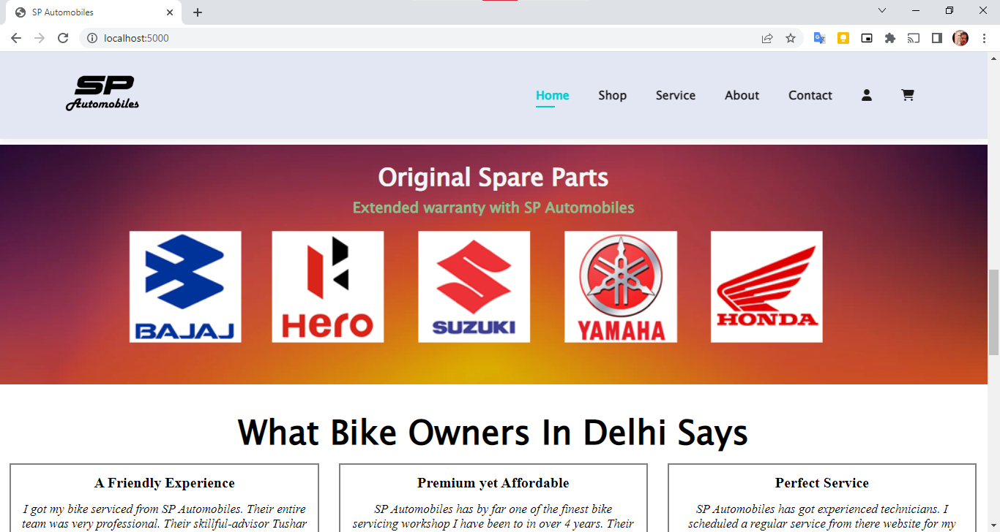 SP Automobiles
localhost:5000
SP
Automobiles
Home Shop Service About Contact
Original Spare Parts
Extended warranty with SP Automobiles
BAJAJ Hero SUZUKI YAMAHA HONDA
What Bike Owners In Delhi Says
A Friendly Experience
I got my bike serviced from SP Automobiles. Their entire
team was very professional. Their skillful-advisor Tushar
Premium yet Affordable
SP Automobiles has by far one of the finest bike
servicing workshop I have been to in over 4 years. Their
Perfect Service
SP Automobiles has got experienced technicians. I
scheduled a regular service from there website for my